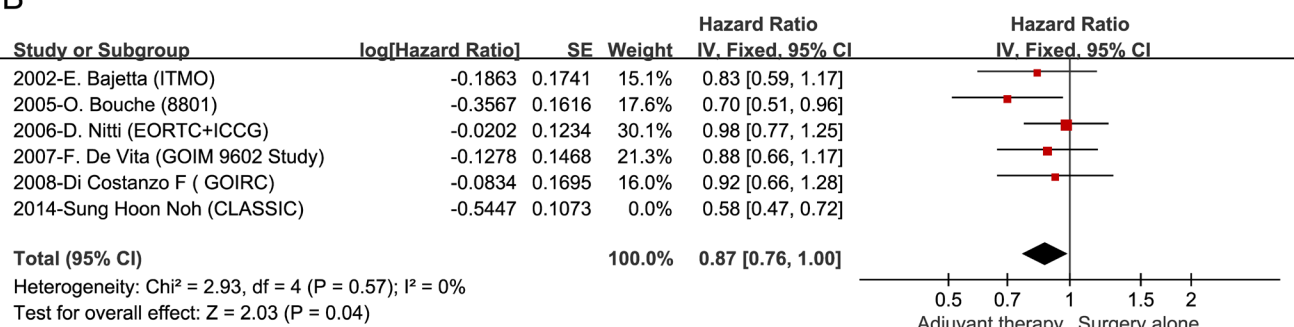 B
Hazard Ratio Hazard Ratio
Study or Subgroup log[Hazard Ratio] SE Weight IV, Fixed, 95% CI IV, Fixed, 95% CI
2002-E. Bajetta (ITMO) -0.1863 0.1741 15.1% 0.83 [0.59, 1.17]
2005-O. Bouche (8801) -0.3567 0.1616 17.6% 0.70 [0.51, 0.96]
2006-D. Nitti (EORTC+ICCG) -0.0202 0.1234 30.1% 0.98 [0.77, 1.25]
2007-F. De Vita (GOIM 9602 Study) -0.1278 0.1468 21.3% 0.88 [0.66, 1.17]
2008-Di Costanzo F ( GOIRC) -0.0834 0.1695 16.0% 0.92 [0.66, 1.28]
2014-Sung Hoon Noh (CLASSIC) -0.5447 0.1073 0.0% 0.58 [0.47, 0.72]
Total (95% CI) 100.0% 0.87 [0.76, 1.00]
Heterogeneity: Chi² = 2.93, df = 4 (P = 0.57); I² = 0%
Test for overall effect: Z = 2.03 (P = 0.04)
0.5 0.7 1 1.5 2
Adjuvant therapy Surgery alone